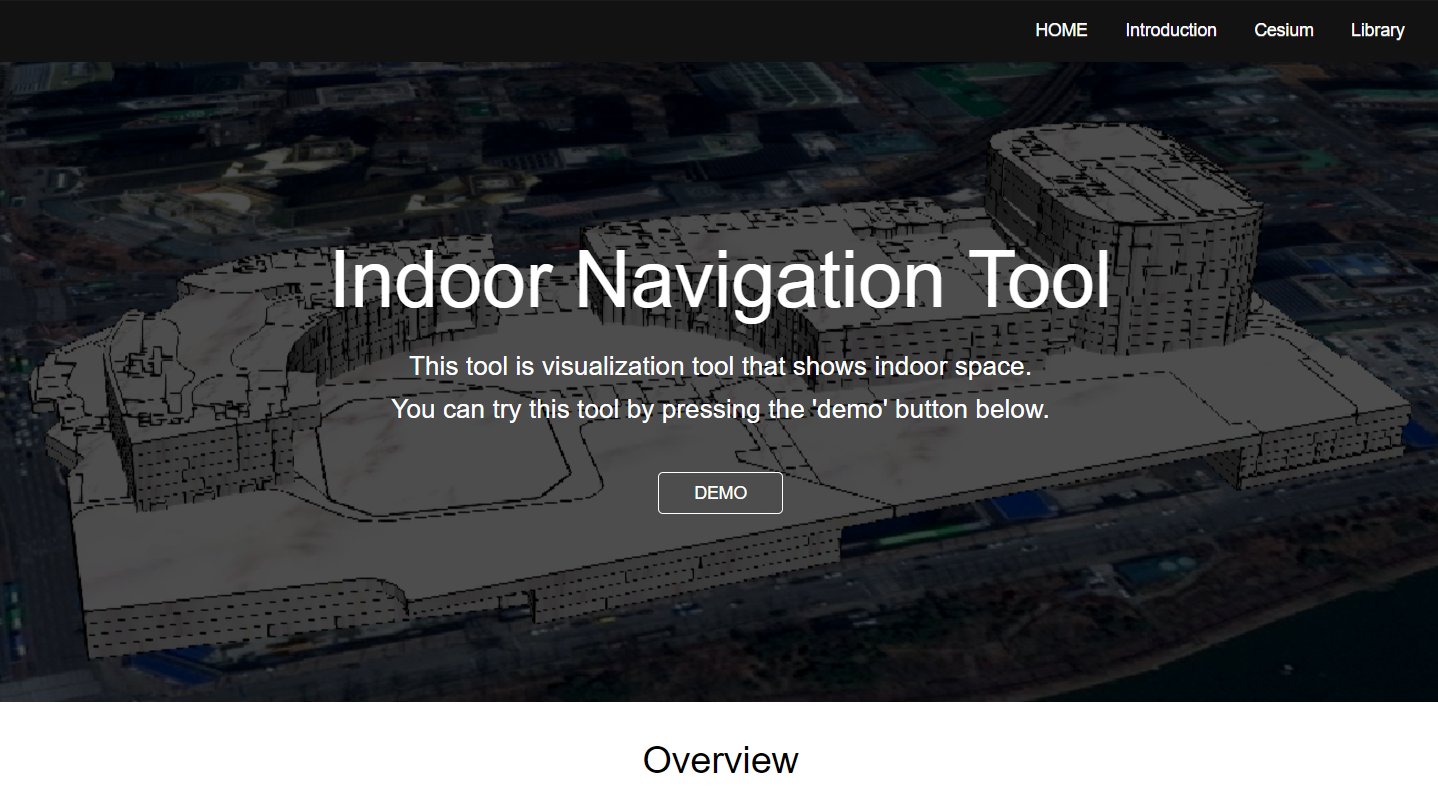 HOME Introduction Cesium Library
Indoor Navigation Tool
This tool is visualization tool that shows indoor space.
You can try this tool by pressing the 'demo' button below.
DEMO
Overview